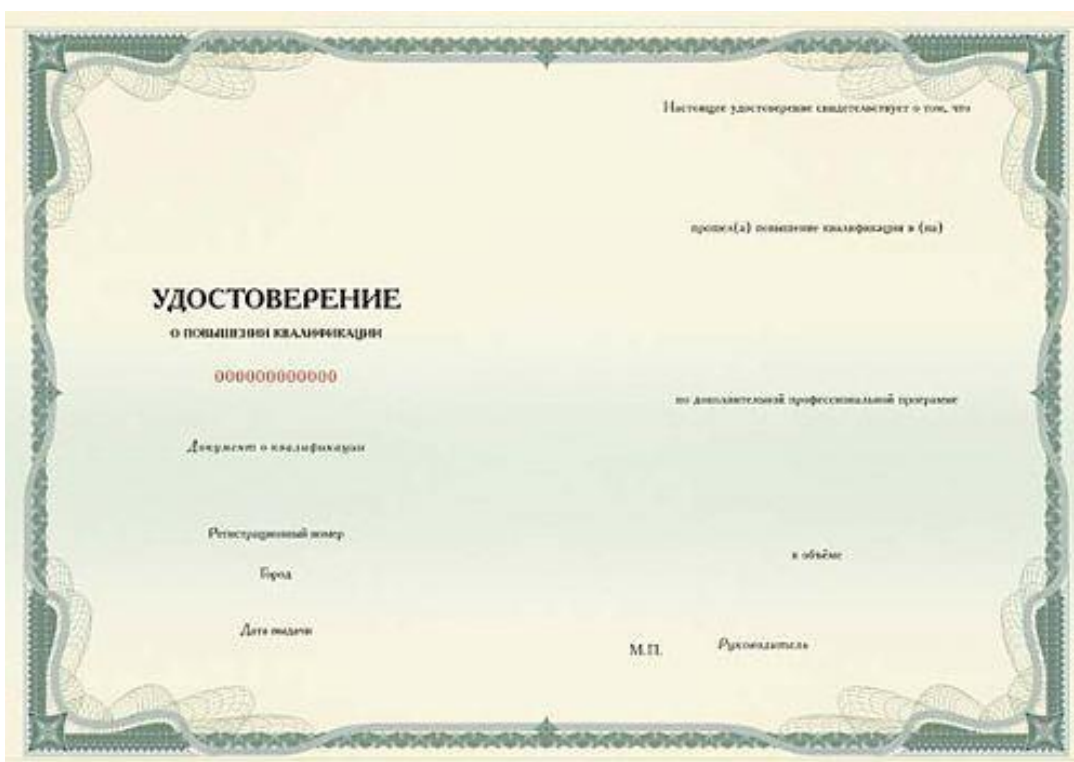 УДОСТОВЕРЕНИЕ
О ПОВЫШЕНИИ КВАЛИФИКАЦИИ
000000000000
Документ о квалификации
Регистрационный номер
Город
Дата выдачи
Настоящее удостоверение свидетельствует о том, что
прошел(а) повышение квалификации в (на)
по дополнительной профессиональной программе
в объёме
М.П. Руководитель